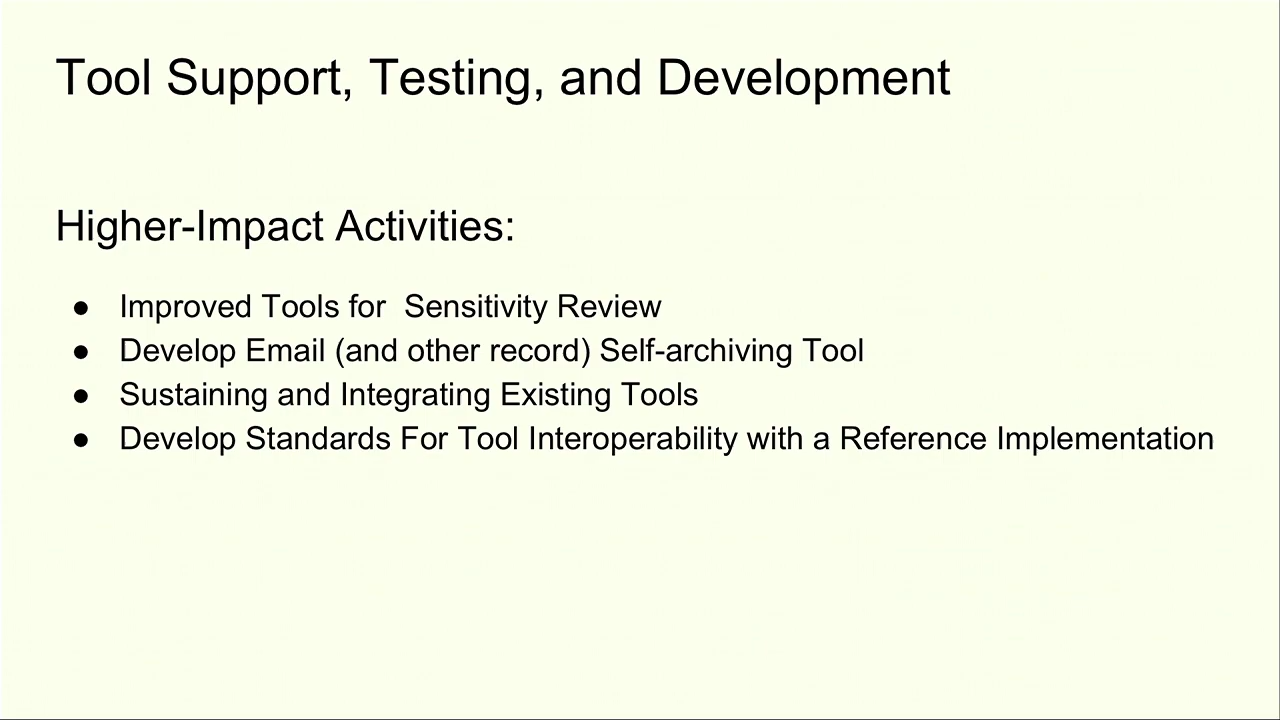 Tool Support, Testing, and Development
Higher-Impact Activities:
● Improved Tools for  Sensitivity Review
● Develop Email (and other record) Self-archiving Tool
● Sustaining and Integrating Existing Tools
● Develop Standards For Tool Interoperability with a Reference Implementation